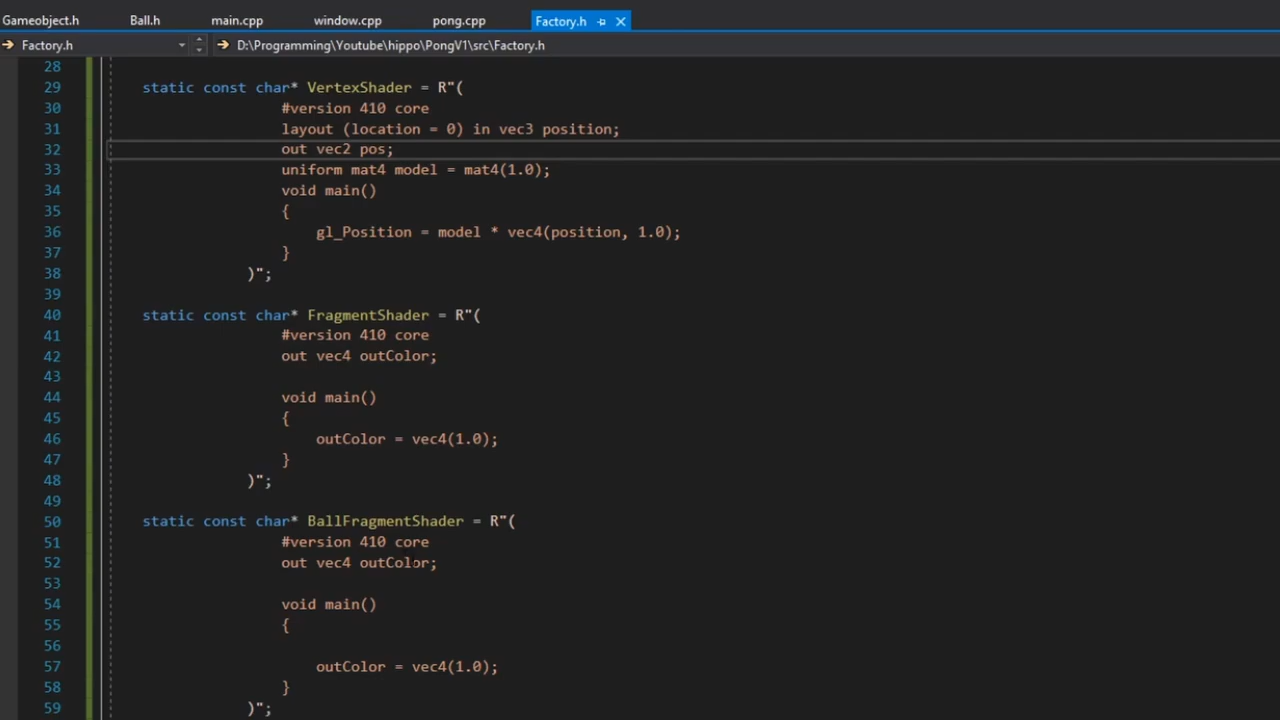 Gameobject.h Ball.h main.cpp window.cpp pong.cpp Factory.h
Factory.h D:\Programming\Youtube\hippo\PongV1\src\Factory.h
28
29 static const char* VertexShader = R"(
30 #version 410 core
31 layout (location = 0) in vec3 position;
32 out vec2 pos;
33 uniform mat4 model = mat4(1.0);
34 void main()
35 {
36 gl_Position = model * vec4(position, 1.0);
37 }
38 )";
39
40 static const char* FragmentShader = R"(
41 #version 410 core
42 out vec4 outColor;
43
44 void main()
45 {
46 outColor = vec4(1.0);
47 }
48 )";
49
50 static const char* BallFragmentShader = R"(
51 #version 410 core
52 out vec4 outColor;
53
54 void main()
55 {
56
57 outColor = vec4(1.0);
58 }
59 )";